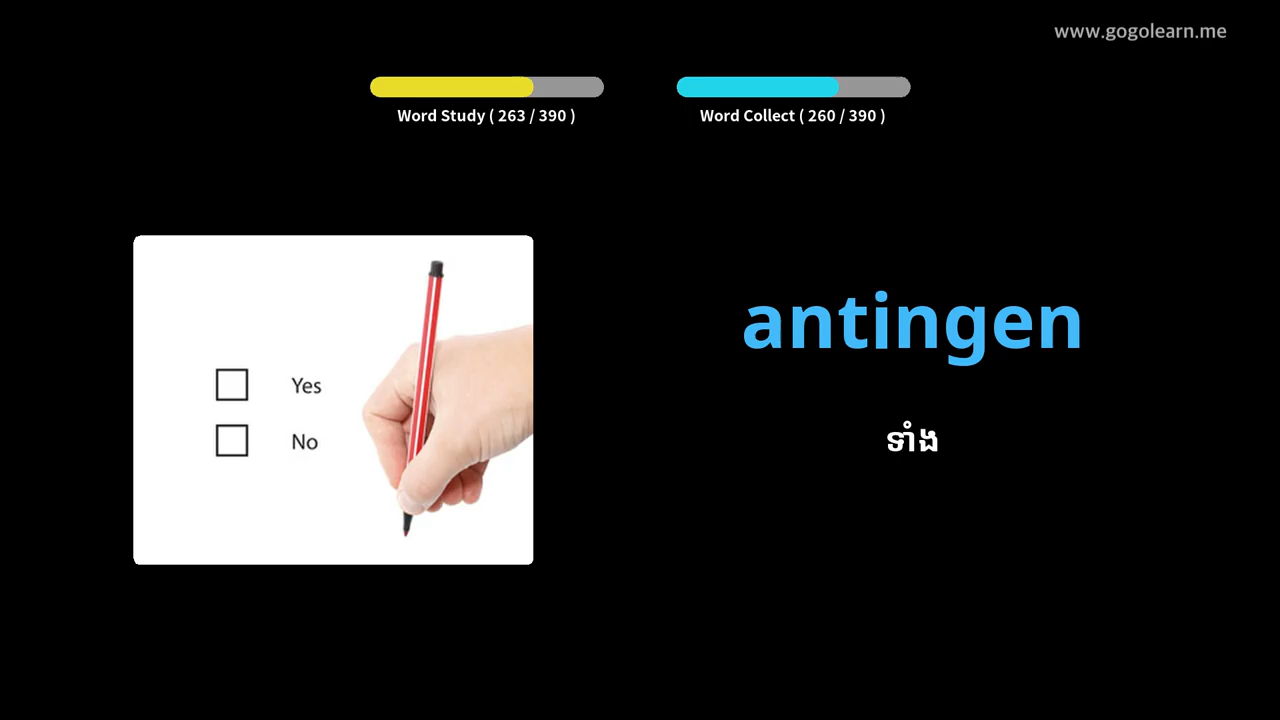 www.gogolearn.me
Word Study ( 263 / 390 )
Word Collect ( 260 / 390 )
antingen
ទាំង
Yes
No